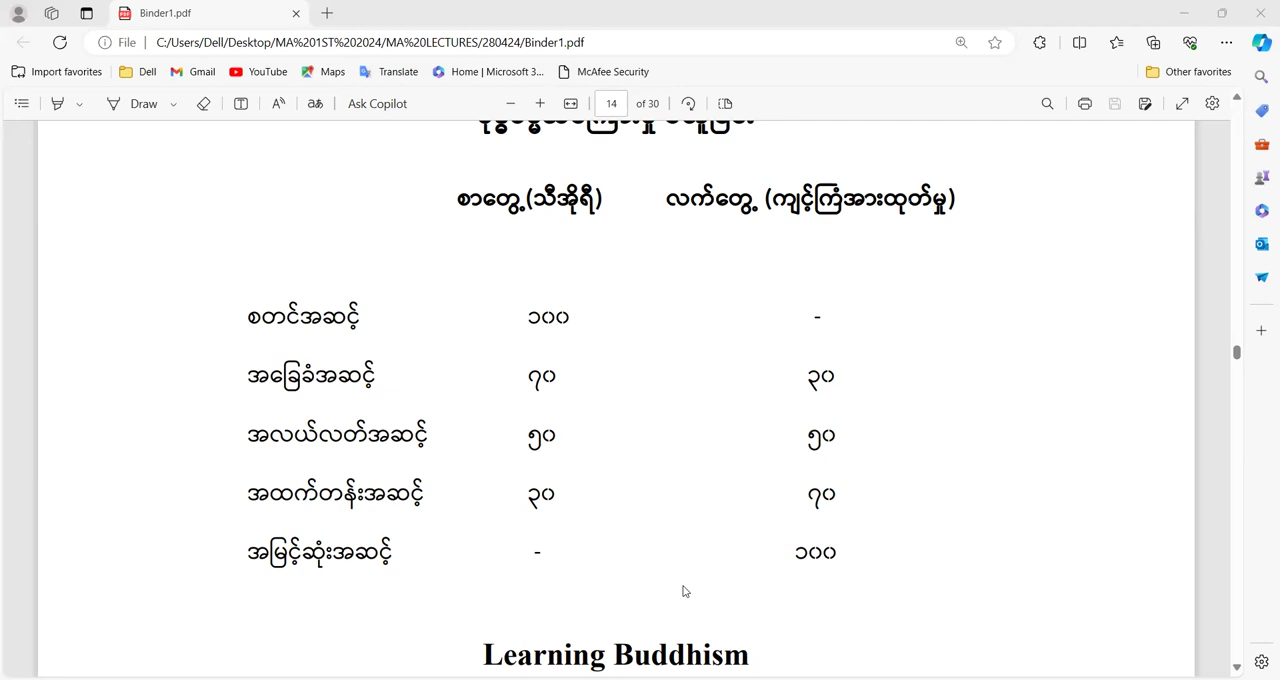 Binder1.pdf
File C:/Users/Dell/Desktop/MA%201ST%202024/MA%20LECTURES/280424/Binder1.pdf
Import favorites Dell Gmail YouTube Maps Translate Home | Microsoft 3... McAfee Security Other favorites
Draw Ask Copilot 14 of 30
စာတွေ့(သီအိုရီ) လက်တွေ့ (ကျင့်ကြံအားထုတ်မှု)
စတင်အဆင့် ၁၀၀ -
အခြေခံအဆင့် ၇၀ ၃၀
အလယ်လတ်အဆင့် ၅၀ ၅၀
အထက်တန်းအဆင့် ၃၀ ၇၀
အမြင့်ဆုံးအဆင့် - ၁၀၀
Learning Buddhism